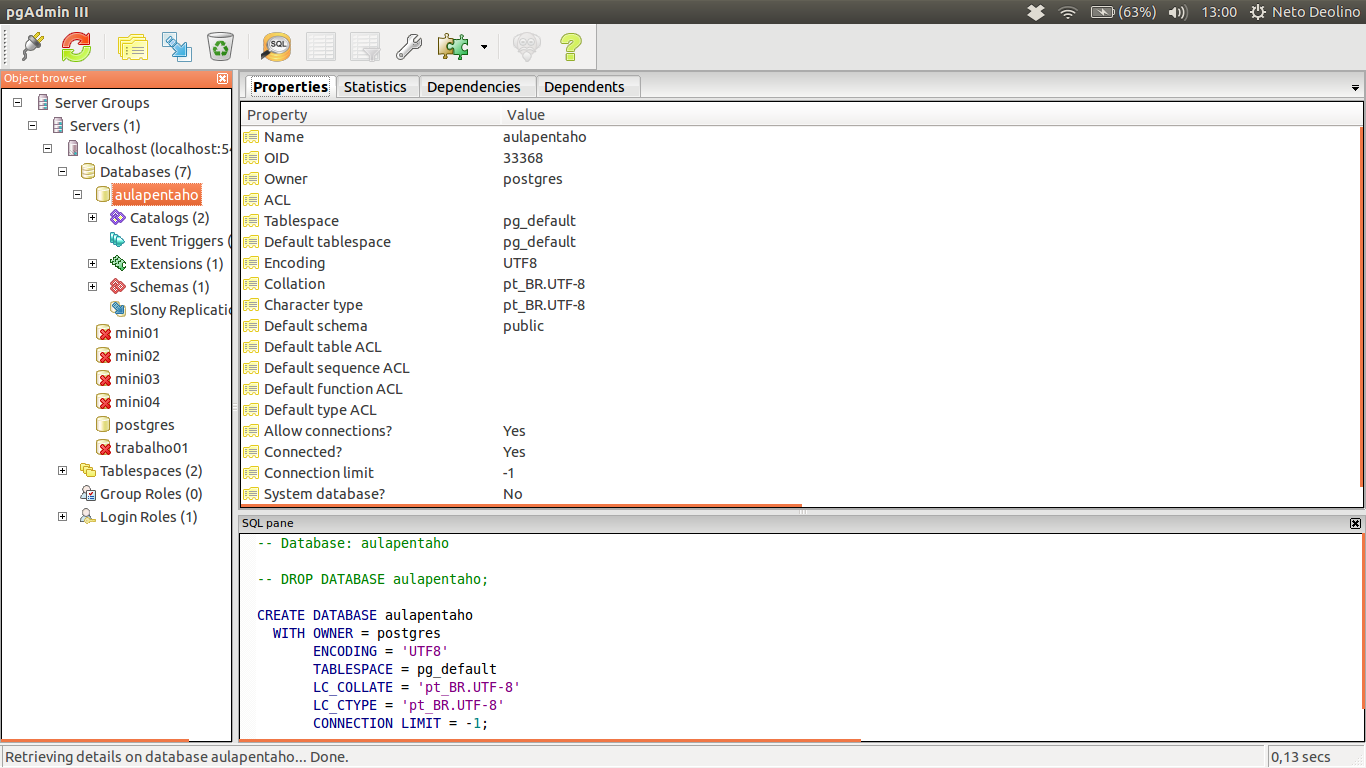 pgAdmin III
(63%)
13:00
Neto Deolino
SQL
Object browser
Server Groups
Servers (1)
localhost (localhost:54
Databases (7)
aulapentaho
Catalogs (2)
Event Triggers (
Extensions (1)
Schemas (1)
Slony Replicatio
mini01
mini02
mini03
mini04
postgres
trabalho01
Tablespaces (2)
Group Roles (0)
Login Roles (1)
Properties Statistics Dependencies Dependents
Property Value
Name aulapentaho
OID 33368
Owner postgres
ACL
Tablespace pg_default
Default tablespace pg_default
Encoding UTF8
Collation pt_BR.UTF-8
Character type pt_BR.UTF-8
Default schema public
Default table ACL
Default sequence ACL
Default function ACL
Default type ACL
Allow connections? Yes
Connected? Yes
Connection limit -1
System database? No
SQL pane
-- Database: aulapentaho
-- DROP DATABASE aulapentaho;
CREATE DATABASE aulapentaho
WITH OWNER = postgres
ENCODING = 'UTF8'
TABLESPACE = pg_default
LC_COLLATE = 'pt_BR.UTF-8'
LC_CTYPE = 'pt_BR.UTF-8'
CONNECTION LIMIT = -1;
Retrieving details on database aulapentaho... Done.
0,13 secs